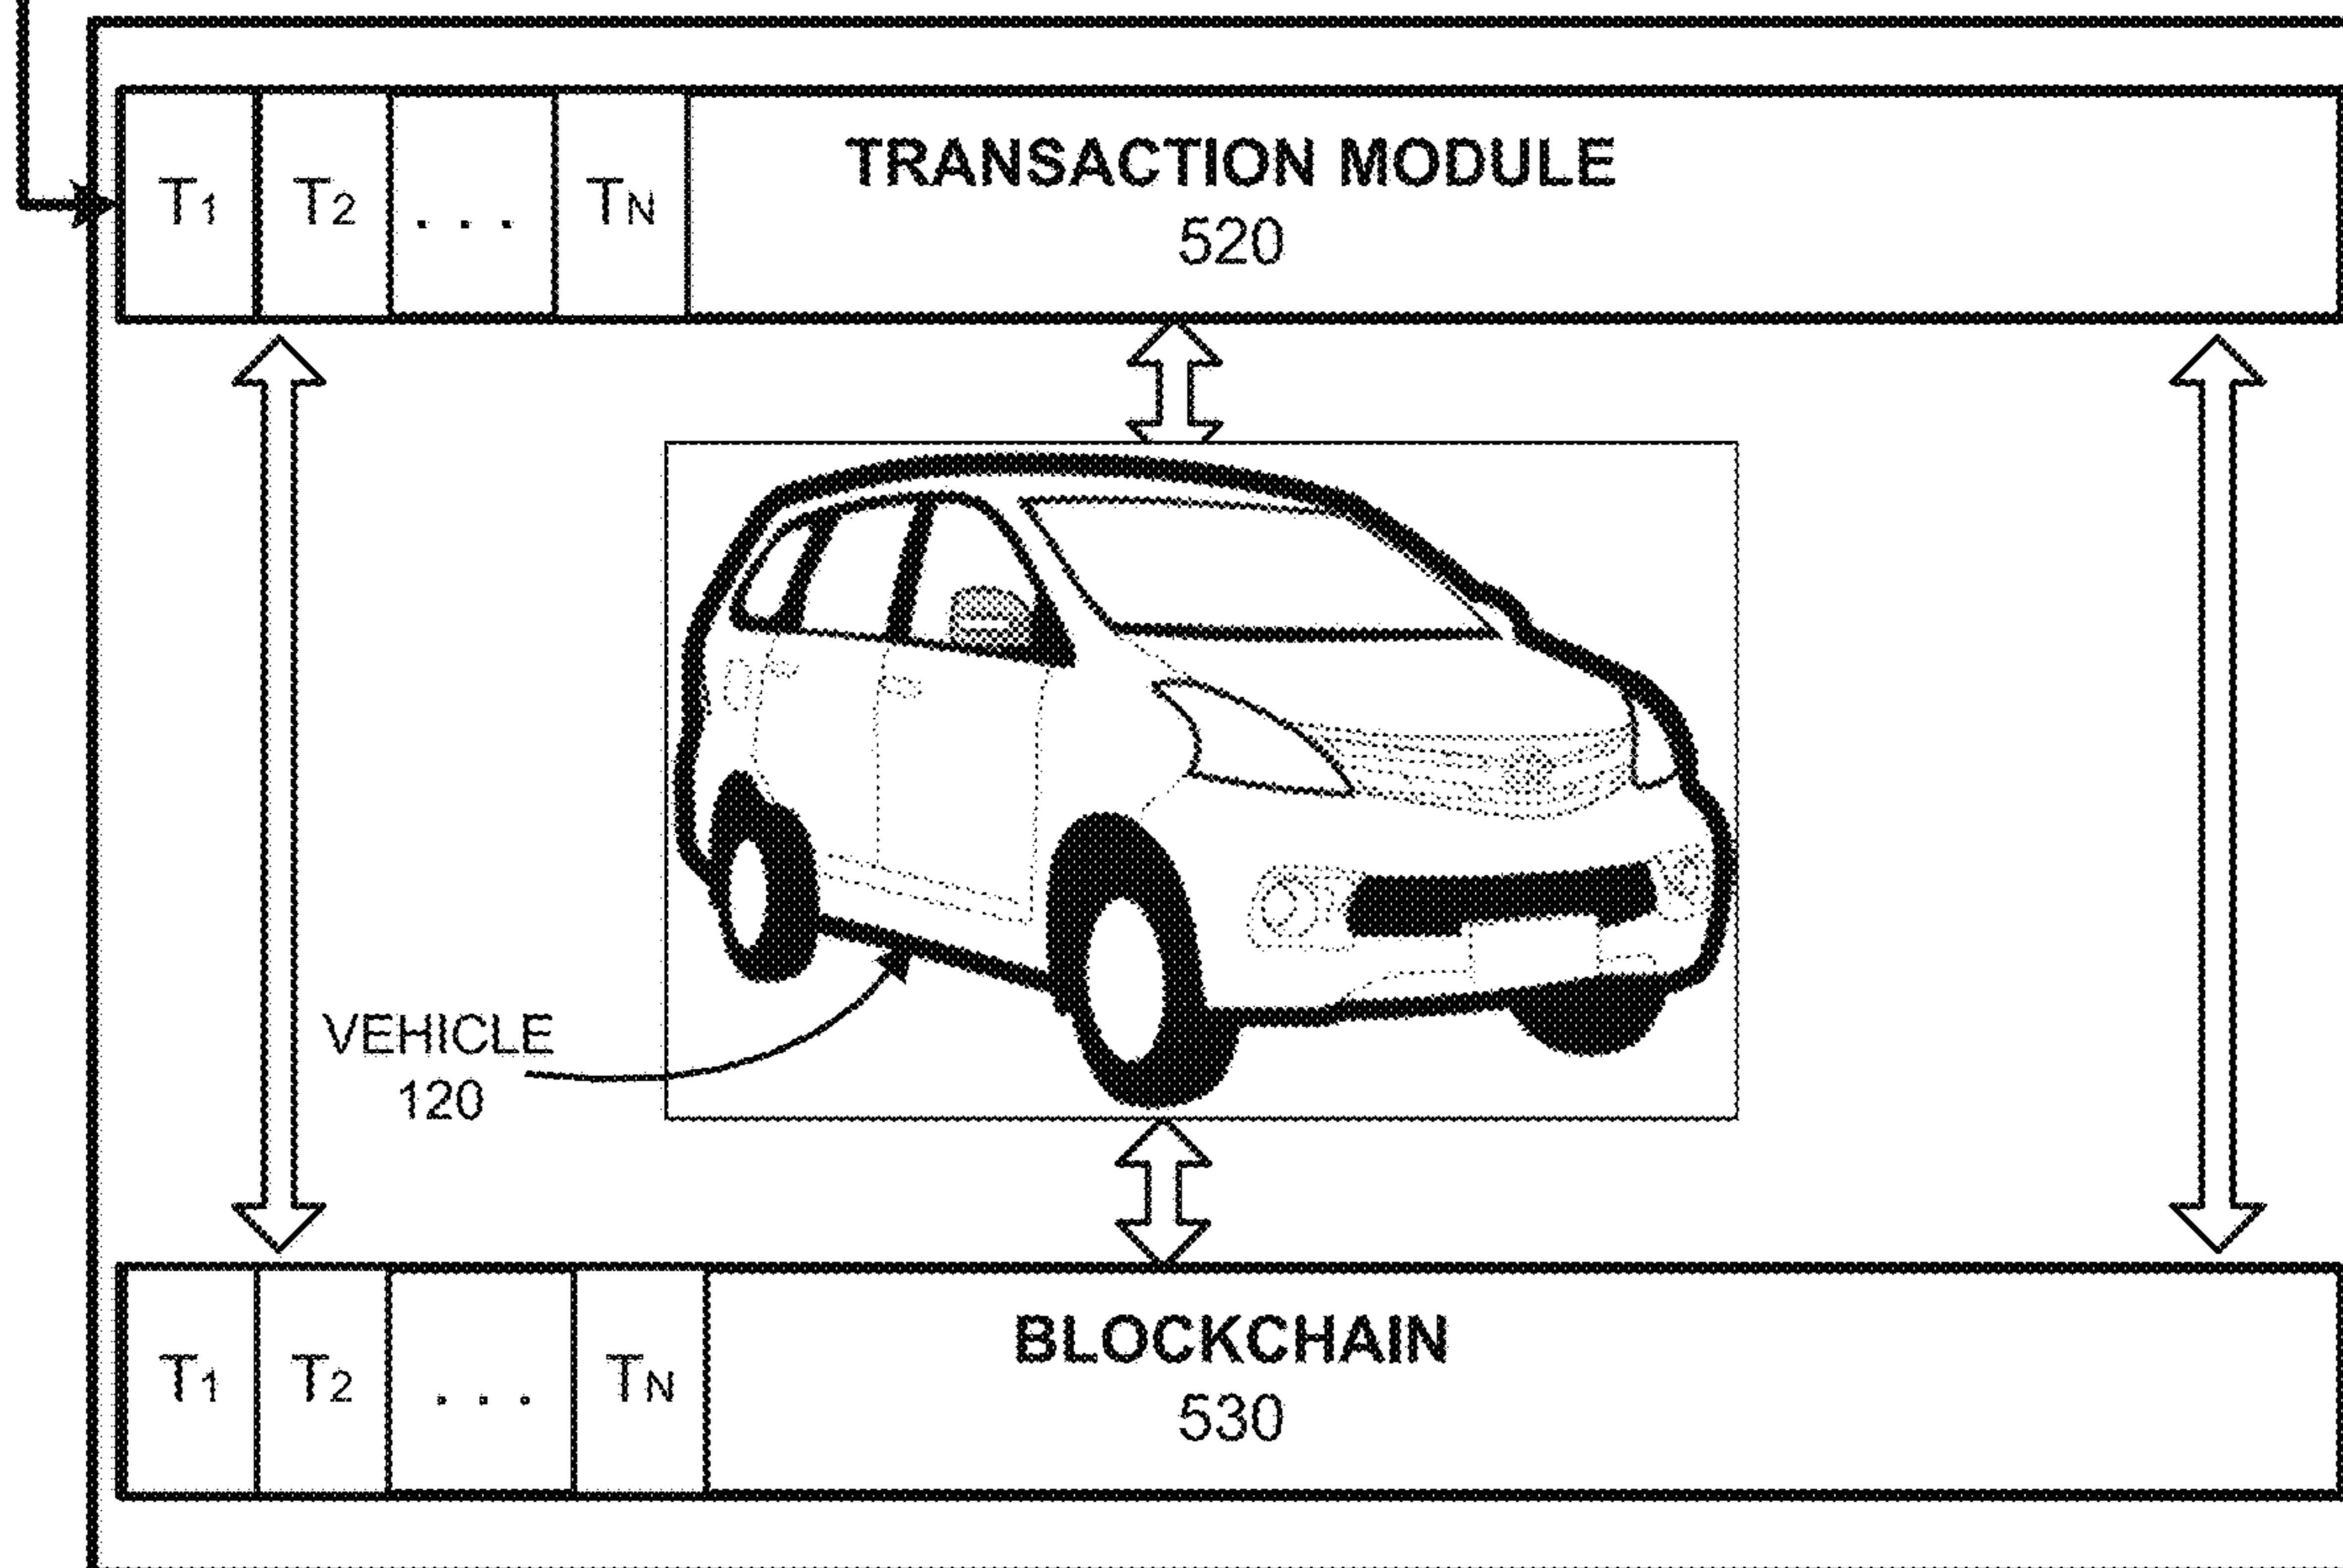 T1 T2 . . . TN
TRANSACTION MODULE
520
VEHICLE
120
T1 T2 . . . TN
BLOCKCHAIN
530